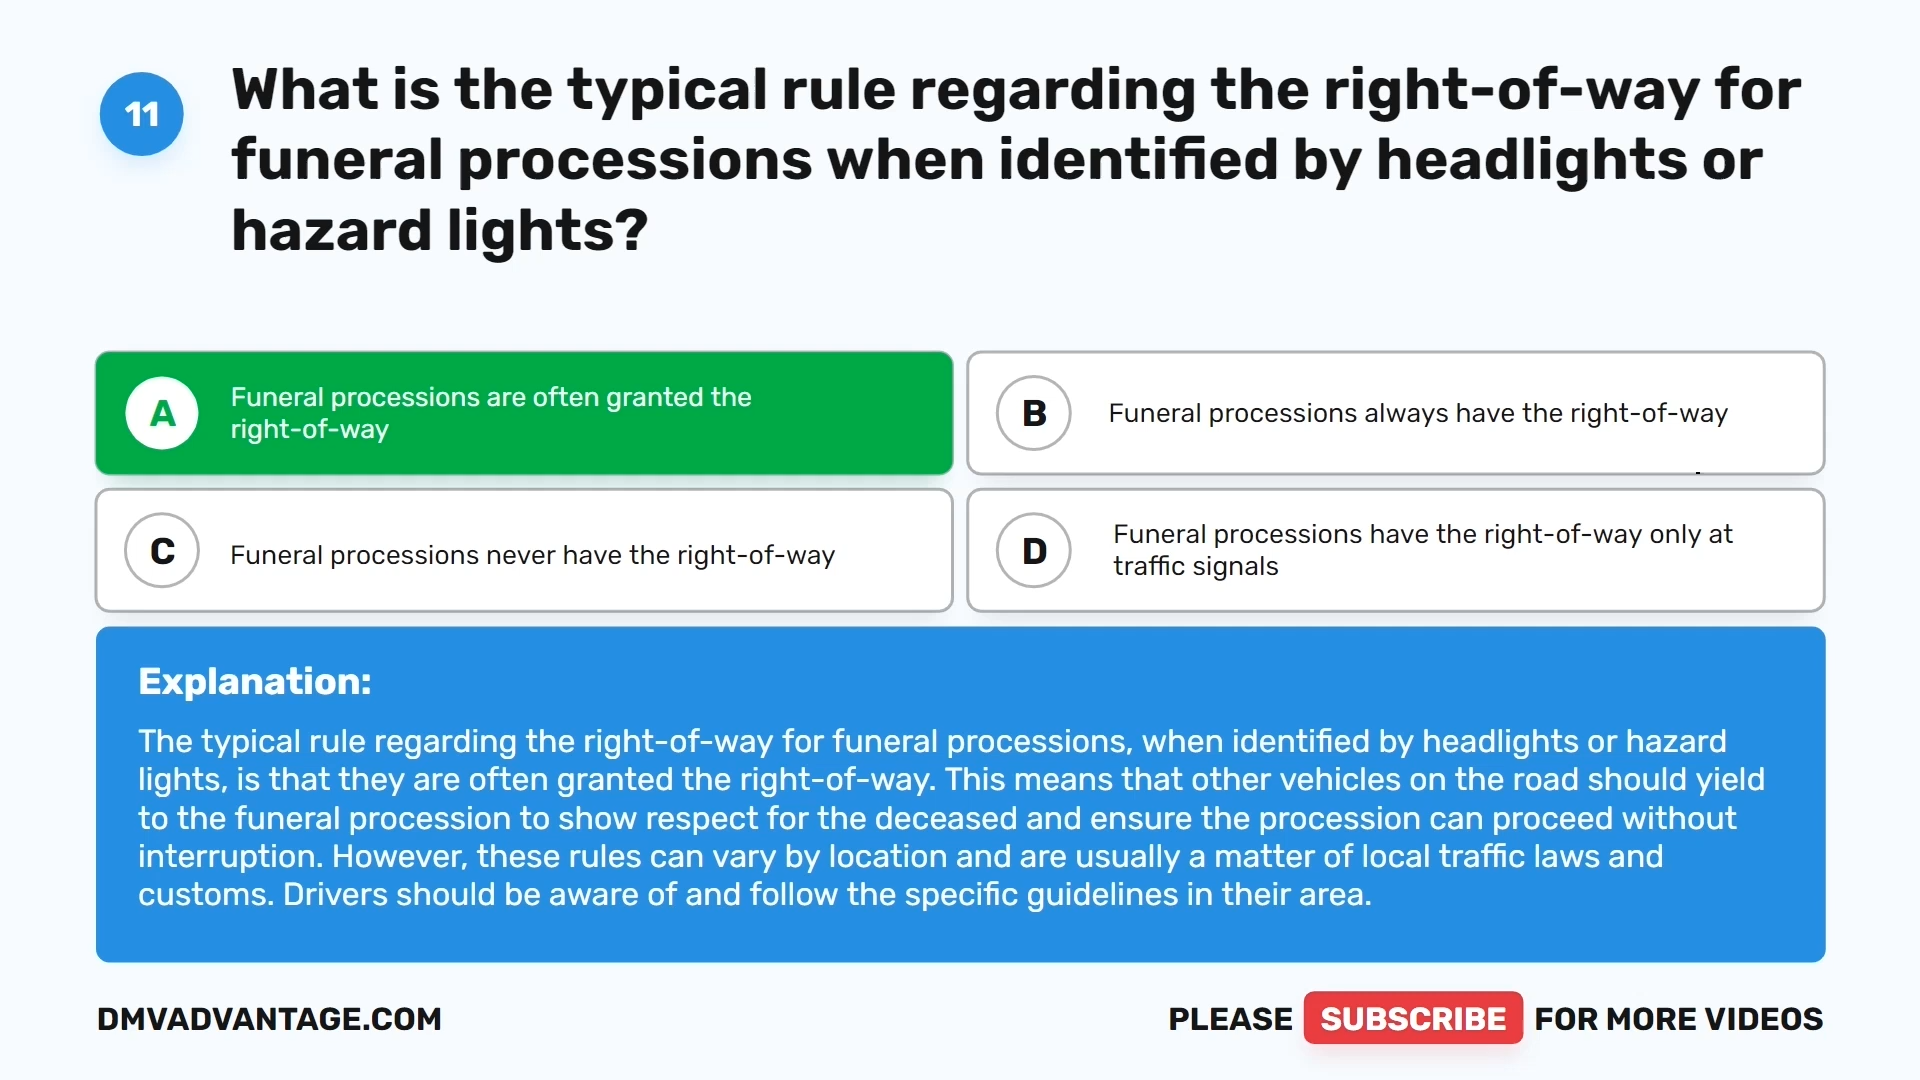 11
What is the typical rule regarding the right-of-way for
funeral processions when identified by headlights or
hazard lights?
A
Funeral processions are often granted the
right-of-way
B
Funeral processions always have the right-of-way
C
Funeral processions never have the right-of-way
D
Funeral processions have the right-of-way only at
traffic signals
Explanation:
The typical rule regarding the right-of-way for funeral processions, when identified by headlights or hazard
lights, is that they are often granted the right-of-way. This means that other vehicles on the road should yield
to the funeral procession to show respect for the deceased and ensure the procession can proceed without
interruption. However, these rules can vary by location and are usually a matter of local traffic laws and
customs. Drivers should be aware of and follow the specific guidelines in their area.
DMVADVANTAGE.COM
PLEASE SUBSCRIBE FOR MORE VIDEOS